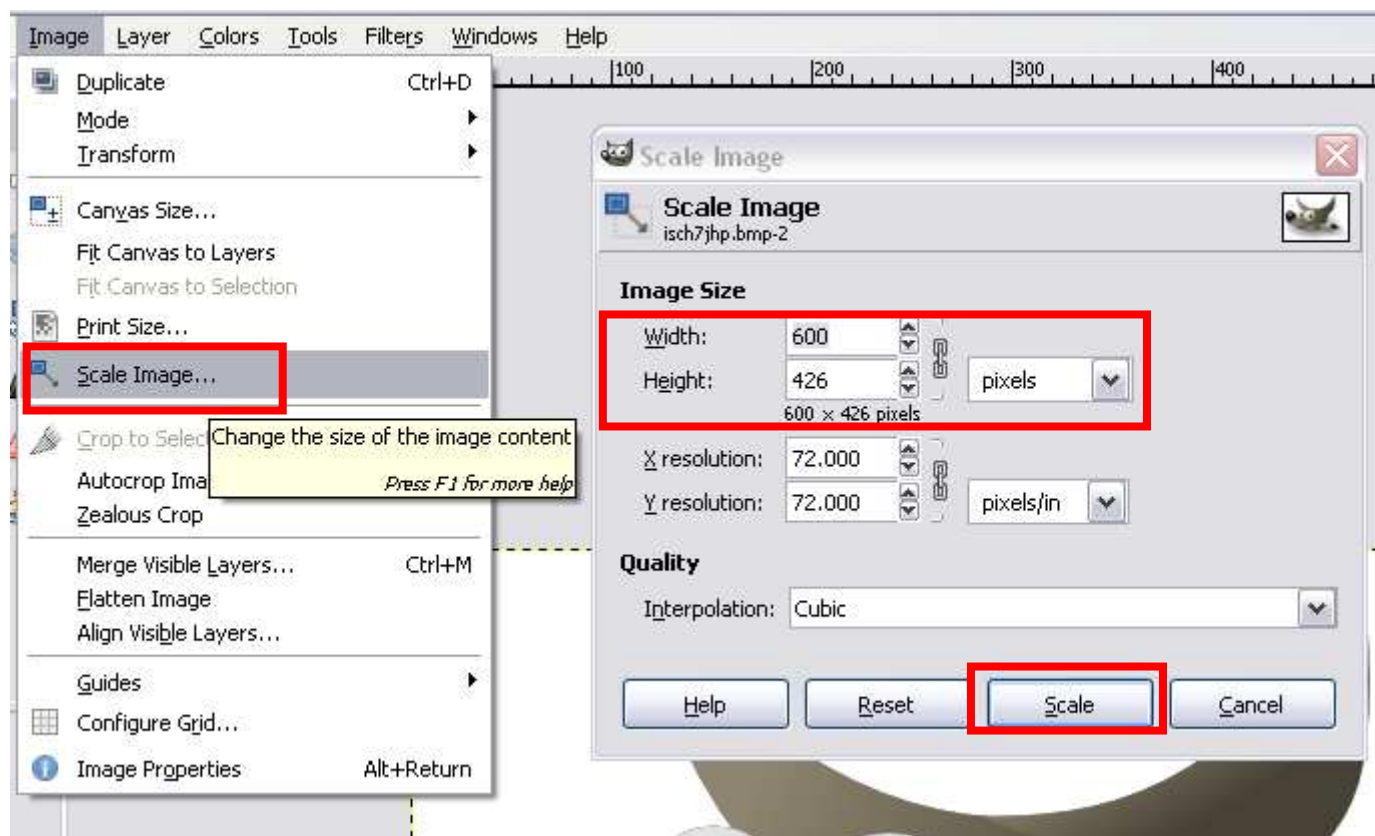 Image Layer Colors Tools Filters Windows Help
Duplicate Ctrl+D
Mode
Transform
Canvas Size...
Fit Canvas to Layers
Fit Canvas to Selection
Print Size...
Scale Image...
Crop to Selec
Autocrop Ima
Zealous Crop
Merge Visible Layers... Ctrl+M
Flatten Image
Align Visible Layers...
Guides
Configure Grid...
Image Properties Alt+Return
Change the size of the image content
Press F1 for more help
100 200 300 400
Scale Image
Scale Image
isch7jhp.bmp-2
Image Size
Width: 600
Height: 426 pixels
600 × 426 pixels
X resolution: 72.000
Y resolution: 72.000 pixels/in
Quality
Interpolation: Cubic
Help Reset Scale Cancel